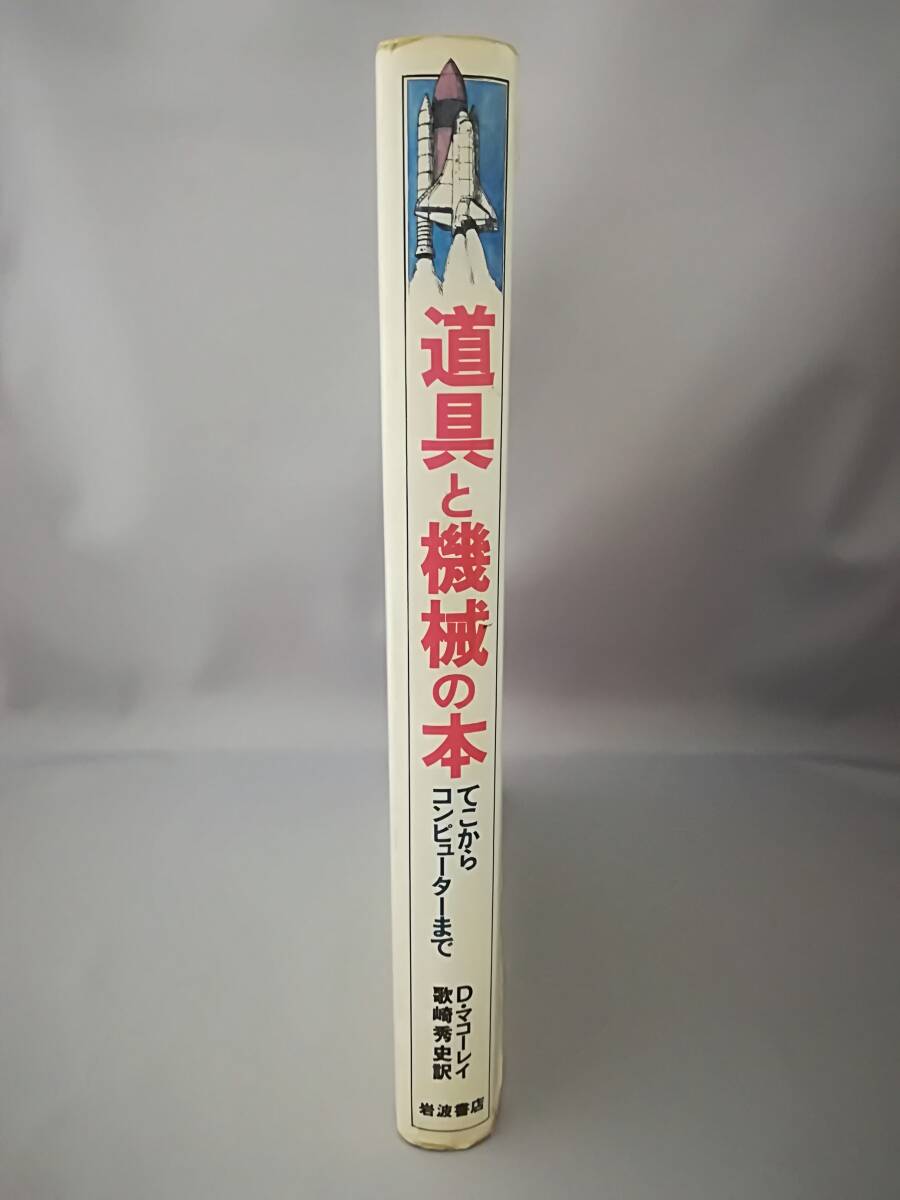 道具と機械の本
てこから
コンピューターまで
D・マコーレイ
歌崎秀史訳
岩波書店